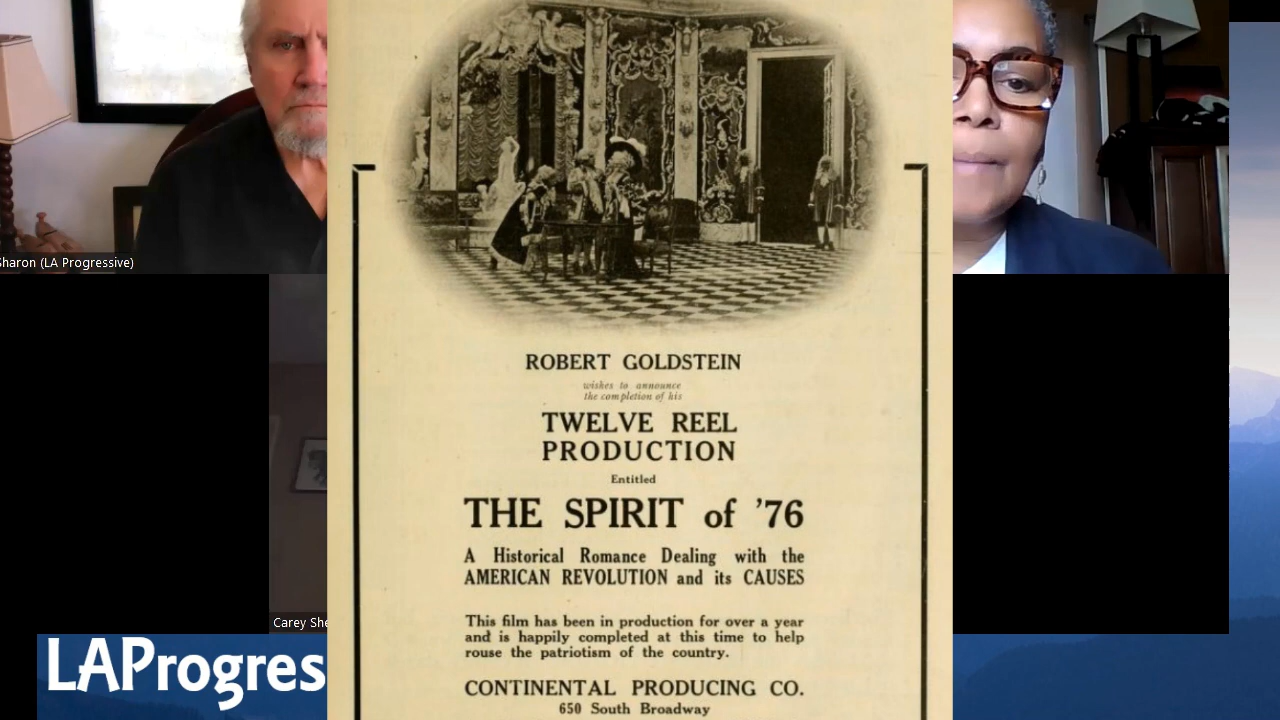 Sharon (LA Progressive)
ROBERT GOLDSTEIN
wishes to announce
the completion of his
TWELVE REEL
PRODUCTION
Entitled
THE SPIRIT of ’76
A Historical Romance Dealing with the
AMERICAN REVOLUTION and its CAUSES
This film has been in production for over a year
and is happily completed at this time to help
rouse the patriotism of the country.
CONTINENTAL PRODUCING CO.
650 South Broadway
Carey She
LAProgres